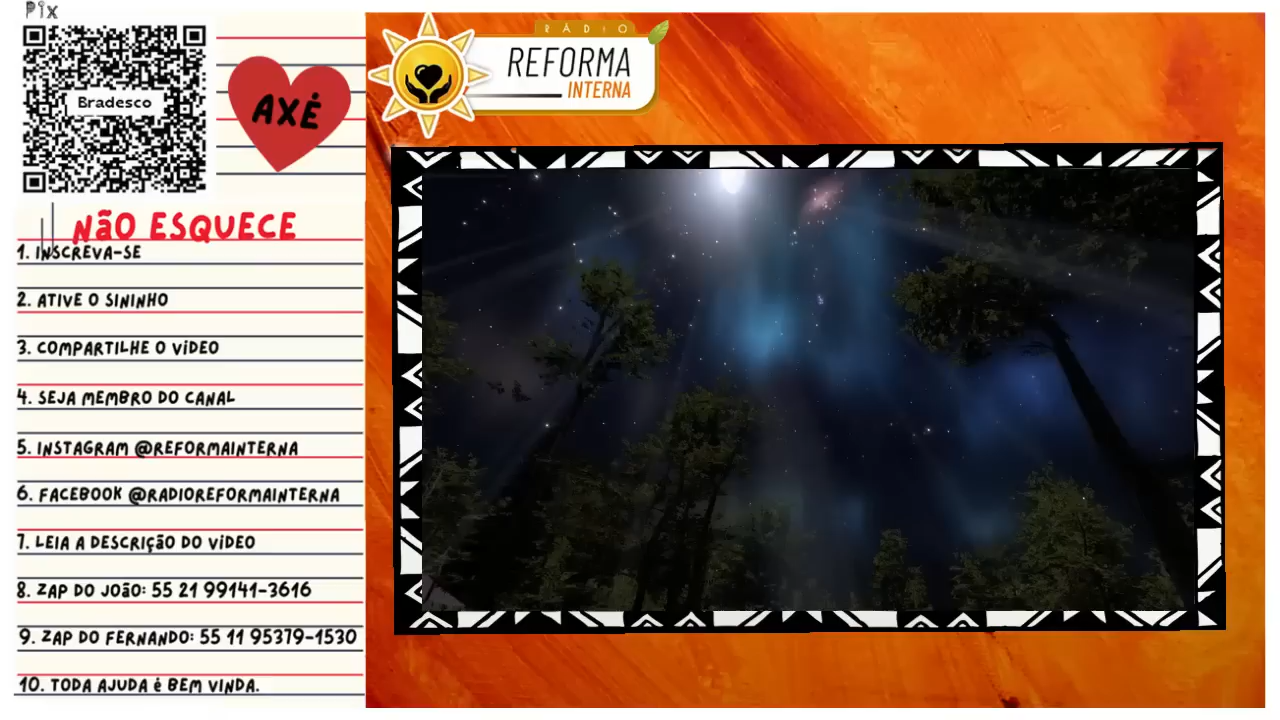 Pix
Bradesco
AXÉ
NÃO ESQUECE
1. INSCREVA-SE
2. ATIVE O SININHO
3. COMPARTILHE O VÍDEO
4. SEJA MEMBRO DO CANAL
5. INSTAGRAM @REFORMAINTERNA
6. FACEBOOK @RADIOREFORMAINTERNA
7. LEIA A DESCRIÇÃO DO VÍDEO
8. ZAP DO JOÃO: 55 21 99141-3616
9. ZAP DO FERNANDO: 55 11 95379-1530
10. TODA AJUDA É BEM VINDA.
RÁDIO
REFORMA
INTERNA